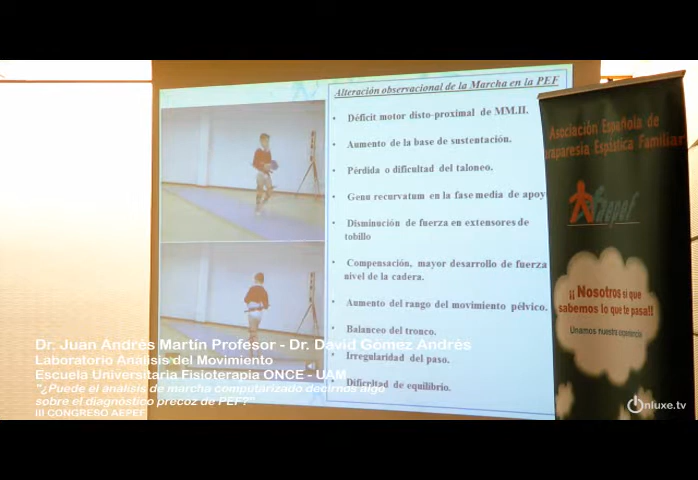 Alteración observacional de la Marcha en la PEF
• Déficit motor disto-proximal de MM.II.
• Aumento de la base de sustentación.
• Pérdida o dificultad del taloneo.
• Genu recurvatum en la fase media de apoy
• Disminución de fuerza en extensores de
tobillo
• Compensación, mayor desarrollo de fuerza
nivel de la cadera.
• Aumento del rango del movimiento pélvico.
• Balanceo del tronco.
• Irregularidad del paso.
• Dificultad de equilibrio.
Asociación Española de
araparesia Espástica Familiar
Aepef
¡¡ Nosotros si que
sabemos lo que te pasa!!
Unamos nuestra experiencia
Dr. Juan Andrés Martín Profesor - Dr. David Gómez Andrés
Laboratorio Análisis del Movimiento
Escuela Universitaria Fisioterapia ONCE - UAM
"¿Puede el análisis de marcha computarizado decirnos algo
sobre el diagnóstico precoz de PEF?"
III CONGRESO AEPEF
Onluxe.tv